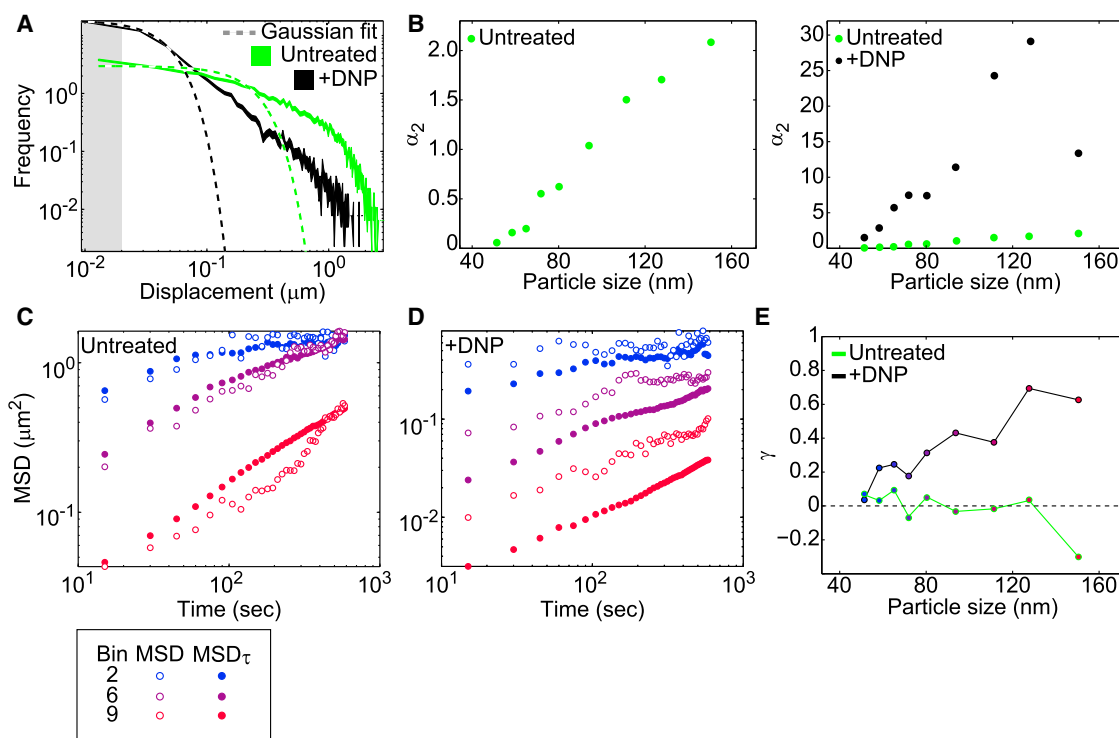 A
Gaussian fit
Untreated
+DNP
Frequency
10^0
10^-1
10^-2
10^-2
10^-1
10^0
Displacement (μm)
B
Untreated
α2
2.0
1.5
1.0
0.5
0
40
80
120
160
Particle size (nm)
Untreated
+DNP
α2
30
25
20
15
10
5
0
40
80
120
160
Particle size (nm)
C
Untreated
MSD (μm^2)
10^0
10^-1
10
10^2
10^3
Time (sec)
D
+DNP
10^0
10^-1
10^-2
10^1
10^2
10^3
Time (sec)
E
Untreated
+DNP
γ
1
0.8
0.6
0.4
0.2
0
−0.2
40
80
120
160
Particle size (nm)
Bin MSD MSDτ
2
6
9